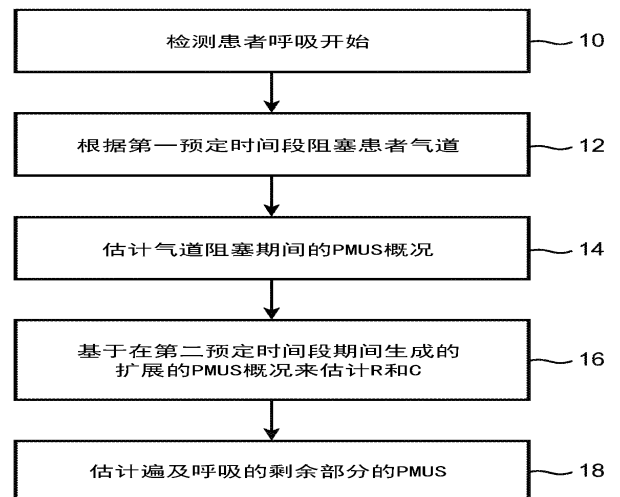 检测患者呼吸开始
10
根据第一预定时间段阻塞患者气道
12
估计气道阻塞期间的PMUS概况
14
基于在第二预定时间段期间生成的
扩展的PMUS概况来估计R和C
16
估计遍及呼吸的剩余部分的PMUS
18